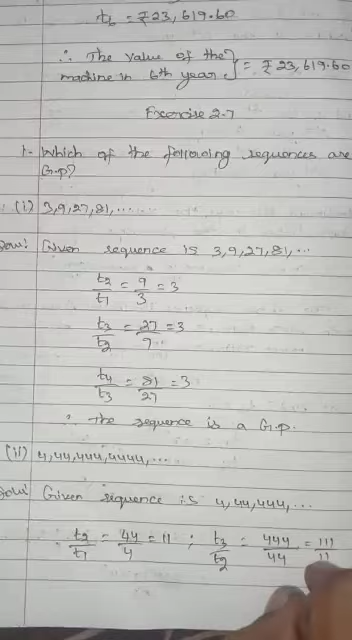 t₆ = ₹23,619.60
∴ The value of the machine in 6th year } = ₹23,619.60
Exercise 2.7
1. Which of the following sequences are G.p?
(i) 3,9,27,81,......
Given sequence is 3,9,27,81,...
t₂/t₁ = 9/3 = 3
t₃/t₂ = 27/9 = 3
t₄/t₃ = 81/27 = 3
∴ The sequence is a G.p.
(ii) 4,44,444,4444,...
Given sequence is 4,44,444,...
t₂/t₁ = 44/4 = 11 ; t₃/t₂ = 444/44 = 111/11